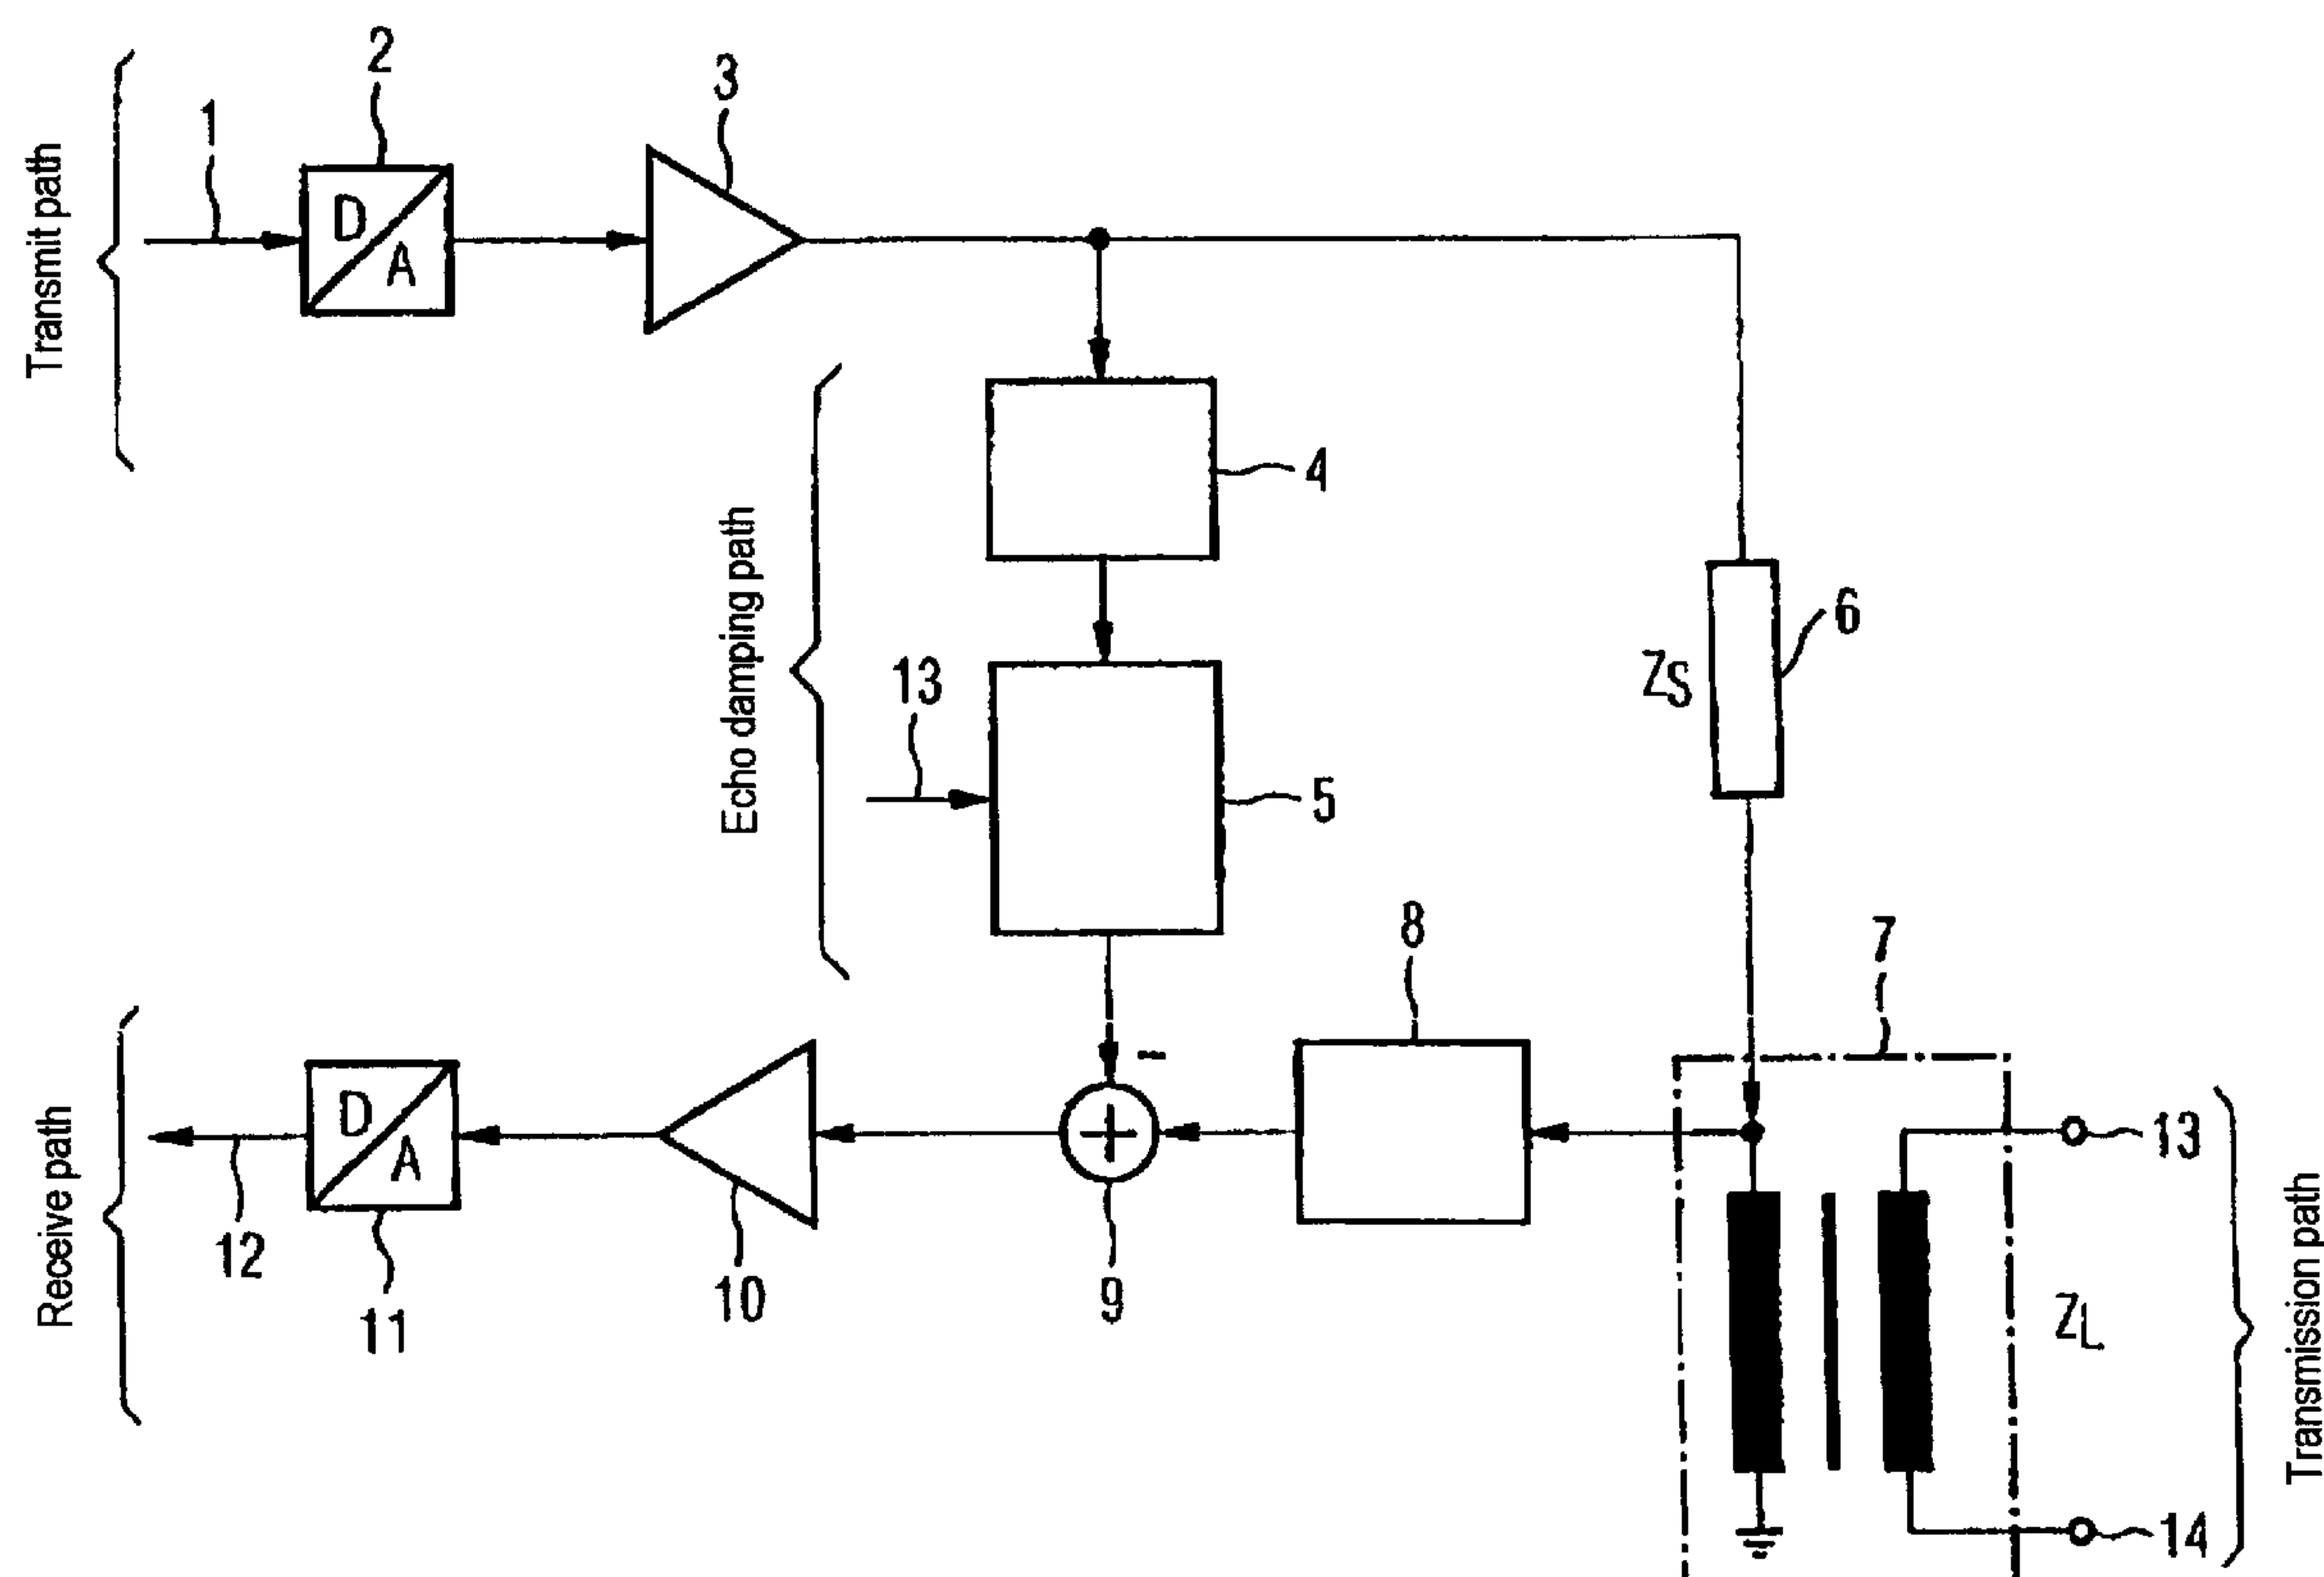 Transmit path
1
2
D
A
3
4
Echo damping path
13
5
ZS
6
7
8
-
Receive path
12
D
A
11
10
+
9
13
ZL
14
Transmission path